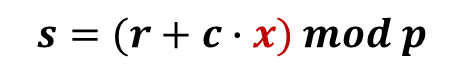 s = (r + c · x) mod p